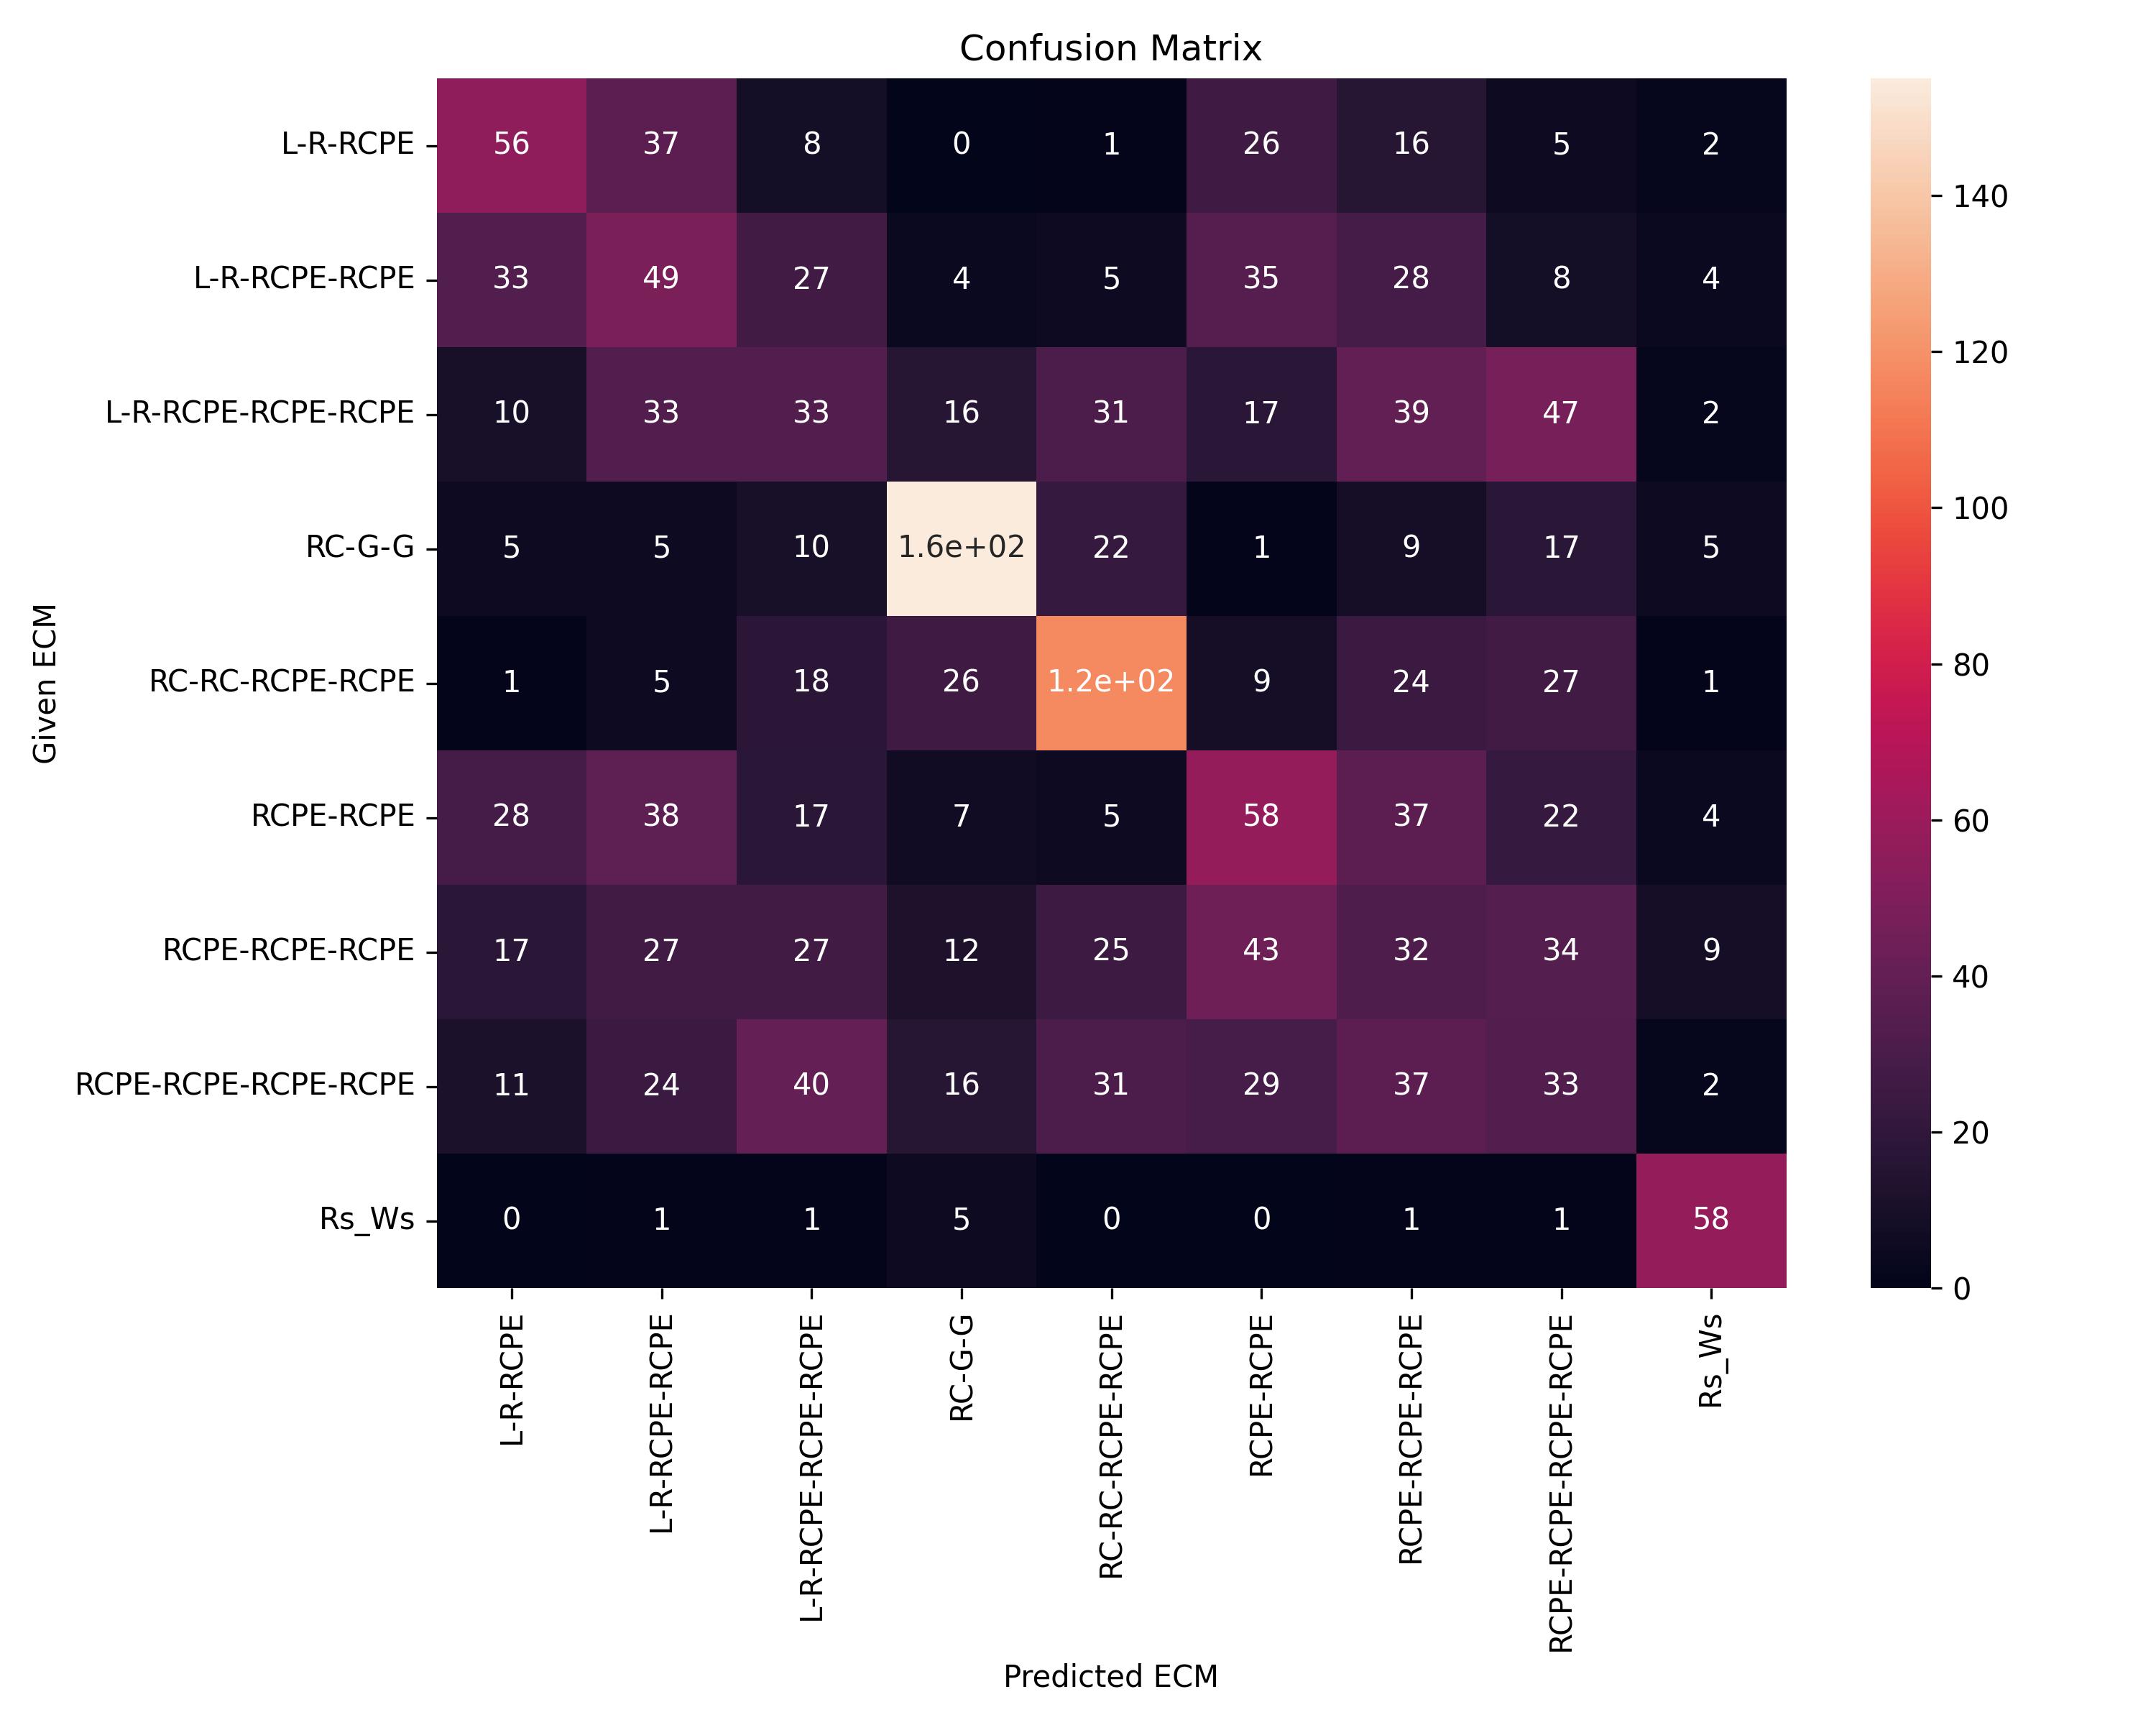 Confusion Matrix
Given ECM
L-R-RCPE 56 37 8 0 1 26 16 5 2
L-R-RCPE-RCPE 33 49 27 4 5 35 28 8 4
L-R-RCPE-RCPE-RCPE 10 33 33 16 31 17 39 47 2
RC-G-G 5 5 10 1.6e+02 22 1 9 17 5
RC-RC-RCPE-RCPE 1 5 18 26 1.2e+02 9 24 27 1
RCPE-RCPE 28 38 17 7 5 58 37 22 4
RCPE-RCPE-RCPE 17 27 27 12 25 43 32 34 9
RCPE-RCPE-RCPE-RCPE 11 24 40 16 31 29 37 33 2
Rs_Ws 0 1 1 5 0 0 1 1 58
L-R-RCPE
L-R-RCPE-RCPE
L-R-RCPE-RCPE-RCPE
RC-G-G
RC-RC-RCPE-RCPE
RCPE-RCPE
RCPE-RCPE-RCPE
RCPE-RCPE-RCPE-RCPE
Rs_Ws
Predicted ECM
140
120
100
80
60
40
20
0